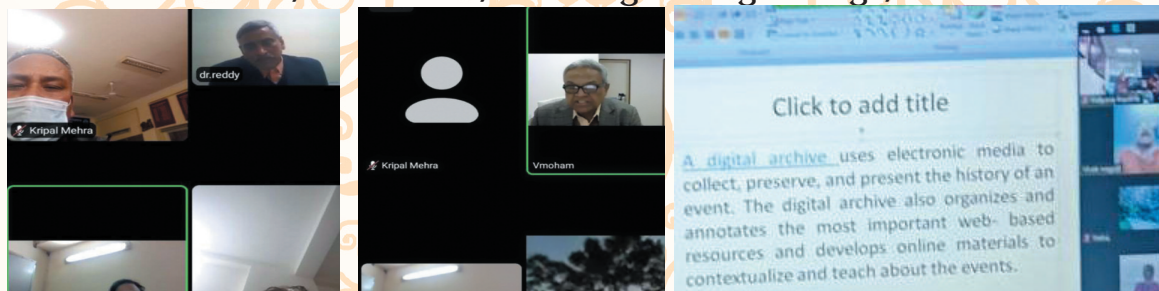 dr.reddy
Kripal Mehra
Kripal Mehra
Vmoham
Click to add title
A digital archive uses electronic media to
collect, preserve, and present the history of an
event. The digital archive also organizes and
annotates the most important web- based
resources and develops online materials to
contextualize and teach about the events.